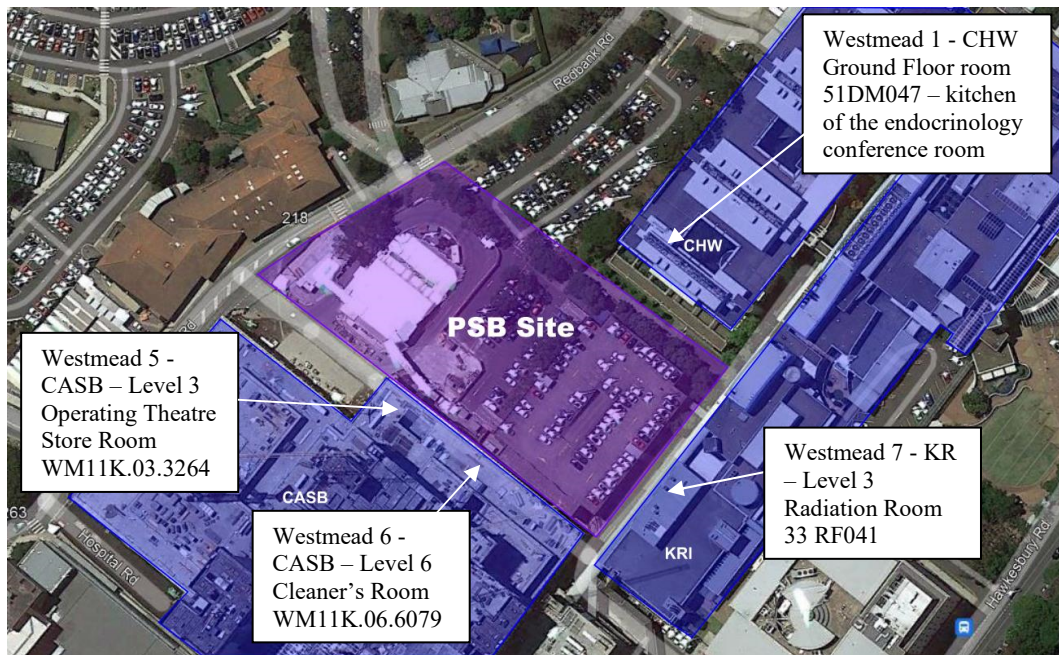 Westmead 1 - CHW
Ground Floor room
51DM047 – kitchen
of the endocrinology
conference room
Redbank Rd
218
CHW
PSB Site
Rd
Westmead 5 -
CASB – Level 3
Operating Theatre
Store Room
WM11K.03.3264
Westmead 7 - KR
– Level 3
Radiation Room
33 RF041
CASB
263
Westmead 6 -
CASB – Level 6
Cleaner's Room
WM11K.06.6079
Hospital Rd
KRI
Hawkesbury Rd